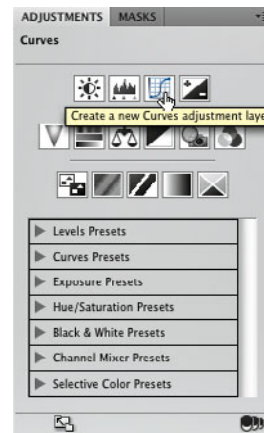 ADJUSTMENTS MASKS
Curves
Create a new Curves adjustment laye
Levels Presets
Curves Presets
Exposure Presets
Hue/Saturation Presets
Black & White Presets
Channel Mixer Presets
Selective Color Presets